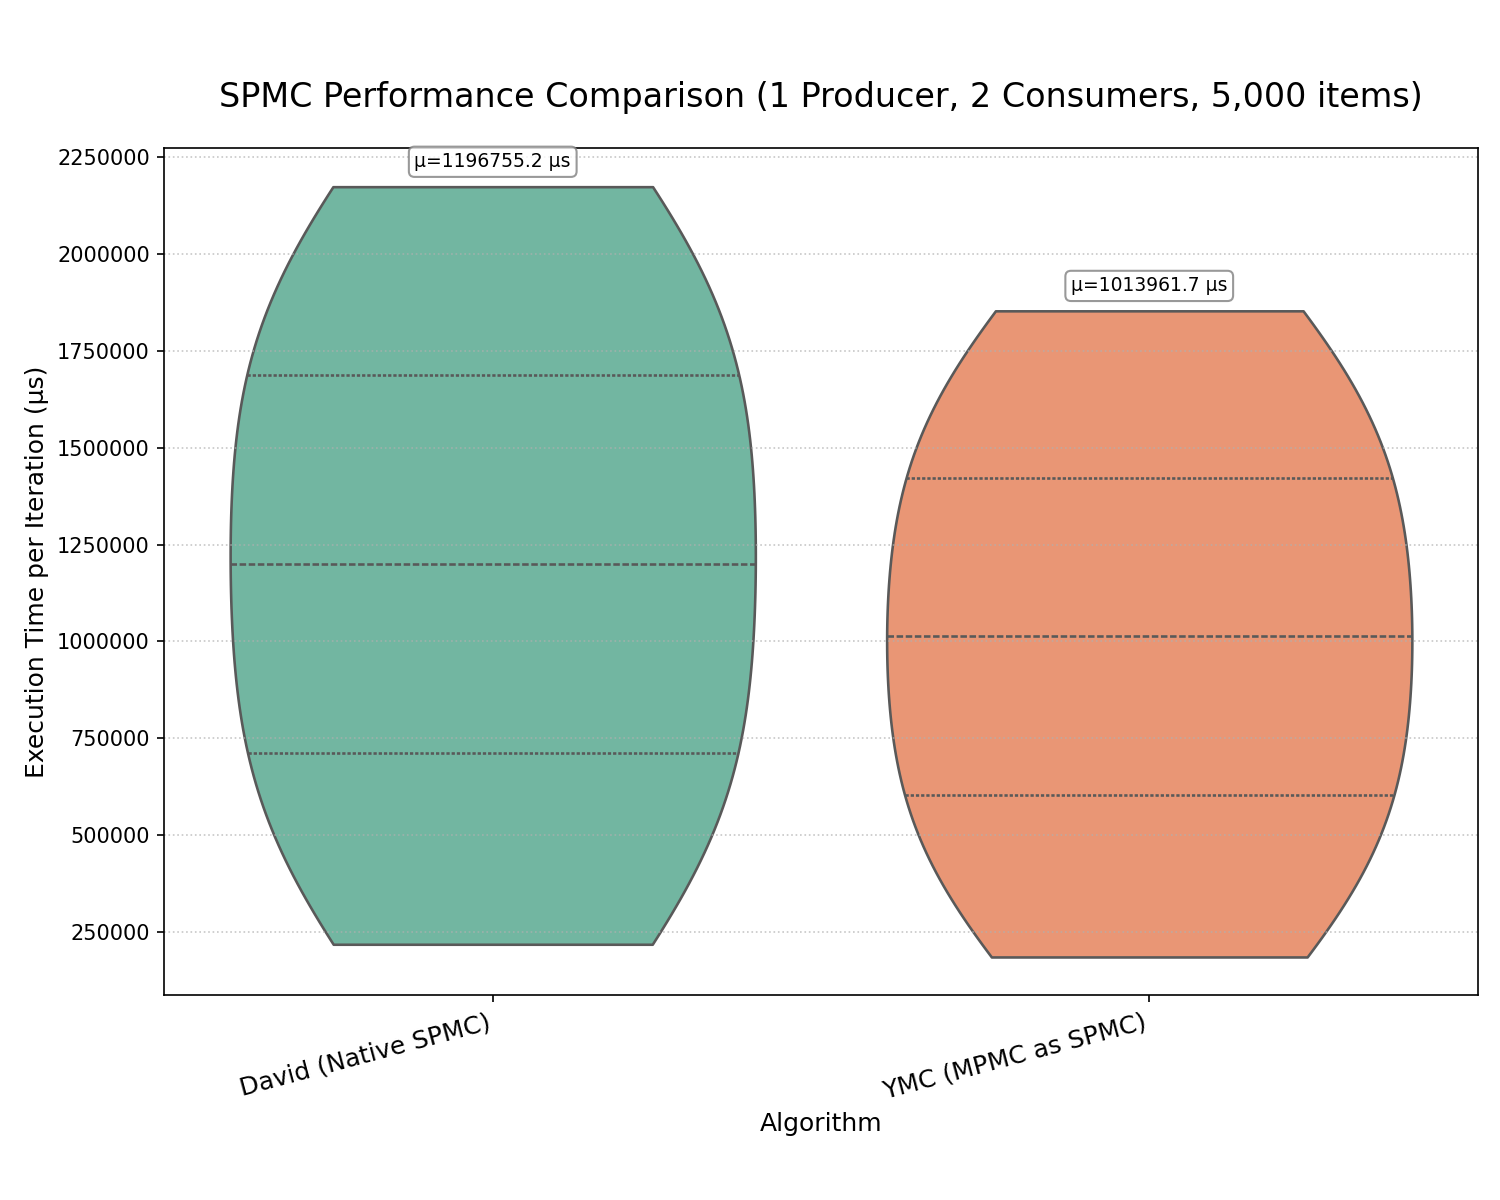 SPMC Performance Comparison (1 Producer, 2 Consumers, 5,000 items)
Execution Time per Iteration (µs)
2250000
2000000
1750000
1500000
1250000
1000000
750000
500000
250000
µ=1196755.2 µs
µ=1013961.7 µs
David (Native SPMC)
YMC (MPMC as SPMC)
Algorithm